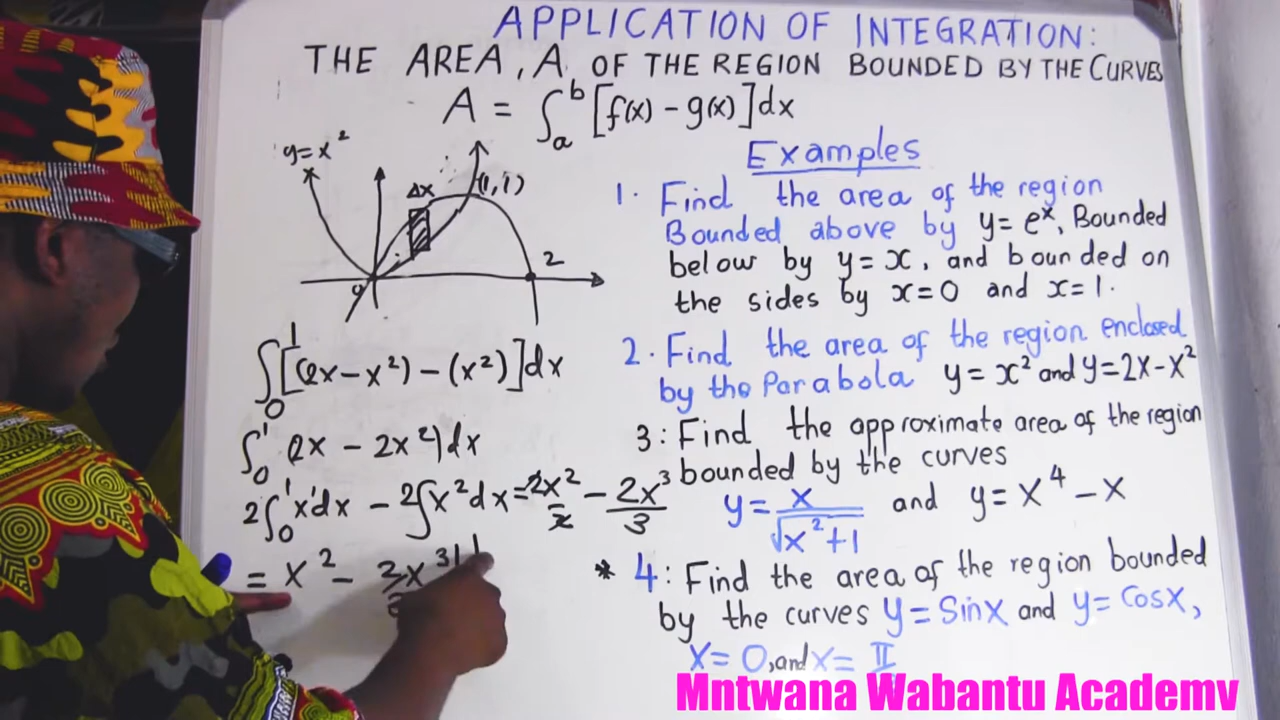 APPLICATION OF INTEGRATION:
THE AREA, A OF THE REGION BOUNDED BY THE CURVES
A = ∫_a^b [f(x) - g(x)]dx
y=x²
Δx
(1,1)
0
2
∫_0^1 [(2x-x²) - (x²)]dx
∫_0^1 (2x - 2x²)dx
2∫_0^1 x¹dx - 2∫x²dx = 2x²/2 - 2x³/3
= x² - 2x³
Examples
1. Find the area of the region
Bounded above by y = eˣ, Bounded
below by y = x, and bounded on
the sides by x=0 and x=1.
2. Find the area of the region enclosed
by the Parabola y = x² and y=2x-x²
3: Find the approximate area of the region
bounded by the curves
y = x/√(x²+1) and y = x⁴ - x
* 4: Find the area of the region bounded
by the curves y = Sinx and y= Cosx,
x= 0, and x= II
Mntwana Wabantu Academy